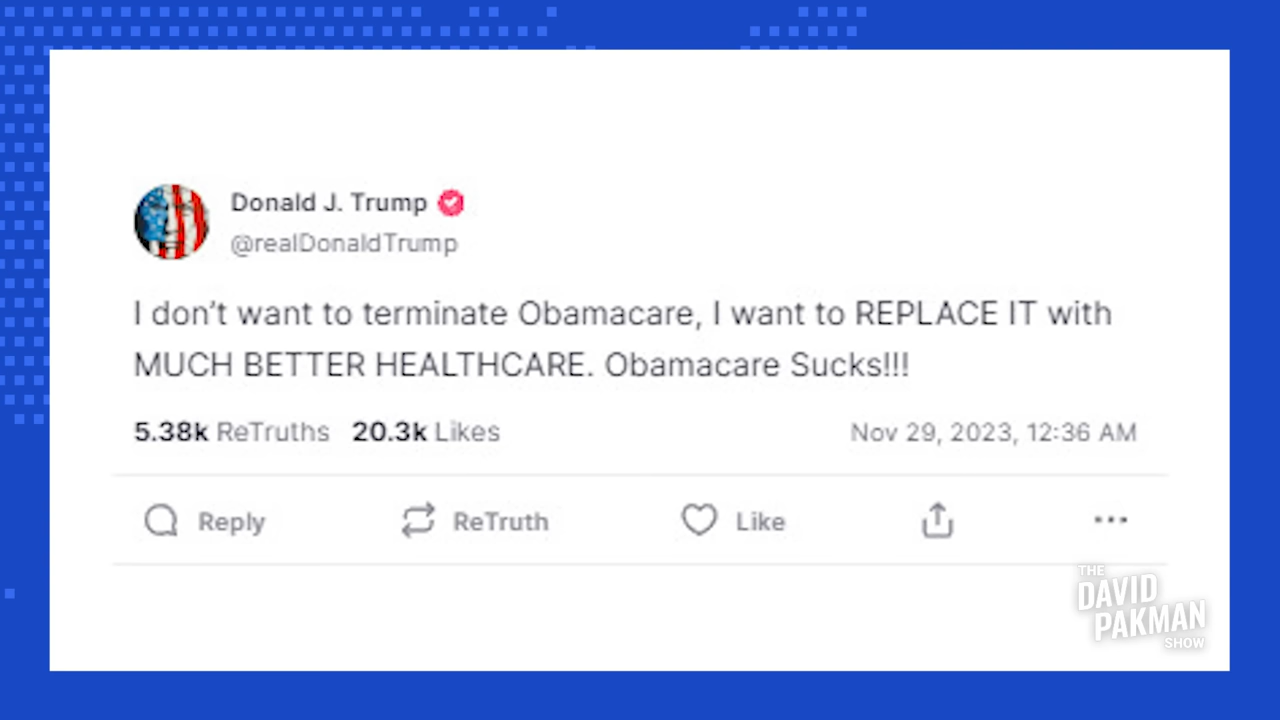 Donald J. Trump
@realDonaldTrump
I don't want to terminate Obamacare, I want to REPLACE IT with
MUCH BETTER HEALTHCARE. Obamacare Sucks!!!
5.38k ReTruths 20.3k Likes Nov 29, 2023, 12:36 AM
Reply ReTruth Like
THE
DAVID
PAKMAN
SHOW